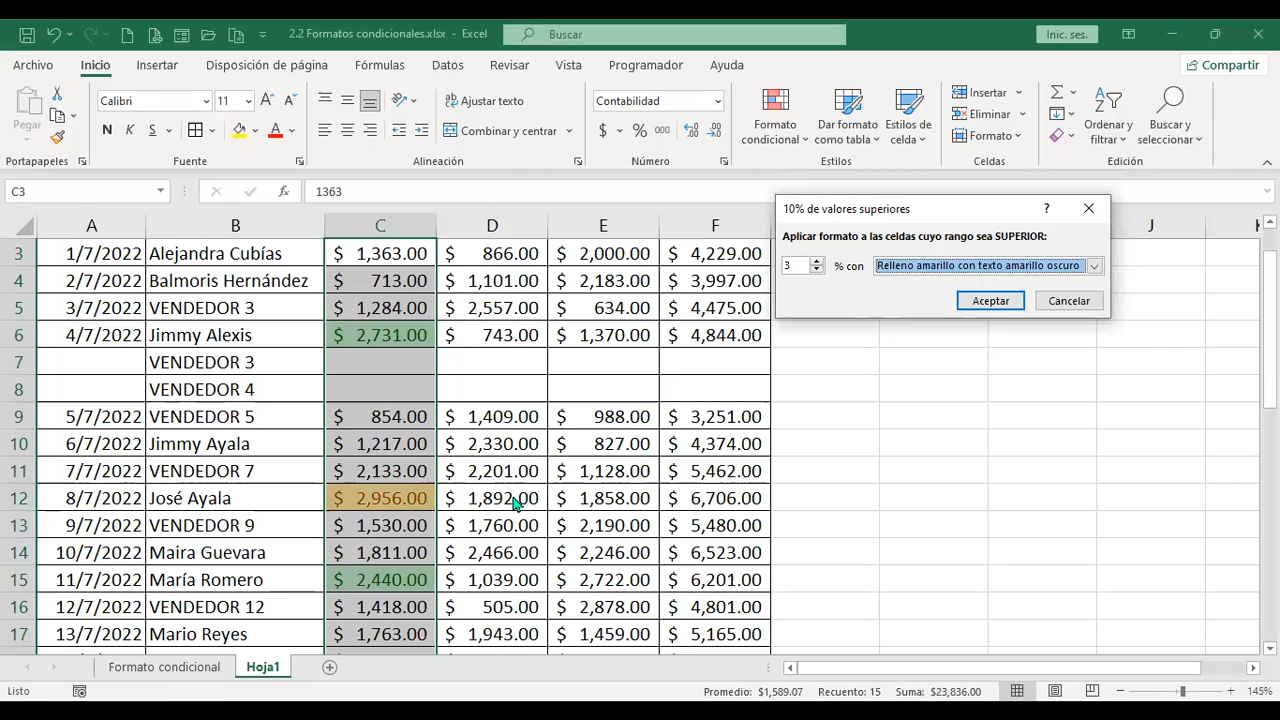 2.2 Formatos condicionales.xlsx - Excel
Buscar
Inic. ses.
Archivo Inicio Insertar Disposición de página Fórmulas Datos Revisar Vista Programador Ayuda
Compartir
Pegar
Portapapeles
Calibri 11
N K S
Fuente
Ajustar texto
Combinar y centrar
Alineación
Contabilidad
$ % 000
Número
Formato condicional
Dar formato como tabla
Estilos de celda
Estilos
Insertar
Eliminar
Formato
Celdas
Ordenar y filtrar
Buscar y seleccionar
Edición
C3 fx 1363
10% de valores superiores ?
Aplicar formato a las celdas cuyo rango sea SUPERIOR:
3 % con Relleno amarillo con texto amarillo oscuro
Aceptar Cancelar
A B C D E F J K
3 1/7/2022 Alejandra Cubías $ 1,363.00 $ 866.00 $ 2,000.00 $ 4,229.00
4 2/7/2022 Balmoris Hernández $ 713.00 $ 1,101.00 $ 2,183.00 $ 3,997.00
5 3/7/2022 VENDEDOR 3 $ 1,284.00 $ 2,557.00 $ 634.00 $ 4,475.00
6 4/7/2022 Jimmy Alexis $ 2,731.00 $ 743.00 $ 1,370.00 $ 4,844.00
7 VENDEDOR 3
8 VENDEDOR 4
9 5/7/2022 VENDEDOR 5 $ 854.00 $ 1,409.00 $ 988.00 $ 3,251.00
10 6/7/2022 Jimmy Ayala $ 1,217.00 $ 2,330.00 $ 827.00 $ 4,374.00
11 7/7/2022 VENDEDOR 7 $ 2,133.00 $ 2,201.00 $ 1,128.00 $ 5,462.00
12 8/7/2022 José Ayala $ 2,956.00 $ 1,892.00 $ 1,858.00 $ 6,706.00
13 9/7/2022 VENDEDOR 9 $ 1,530.00 $ 1,760.00 $ 2,190.00 $ 5,480.00
14 10/7/2022 Maira Guevara $ 1,811.00 $ 2,466.00 $ 2,246.00 $ 6,523.00
15 11/7/2022 María Romero $ 2,440.00 $ 1,039.00 $ 2,722.00 $ 6,201.00
16 12/7/2022 VENDEDOR 12 $ 1,418.00 $ 505.00 $ 2,878.00 $ 4,801.00
17 13/7/2022 Mario Reyes $ 1,763.00 $ 1,943.00 $ 1,459.00 $ 5,165.00
Formato condicional Hoja1
Listo
Promedio: $1,589.07 Recuento: 15 Suma: $23,836.00
145%